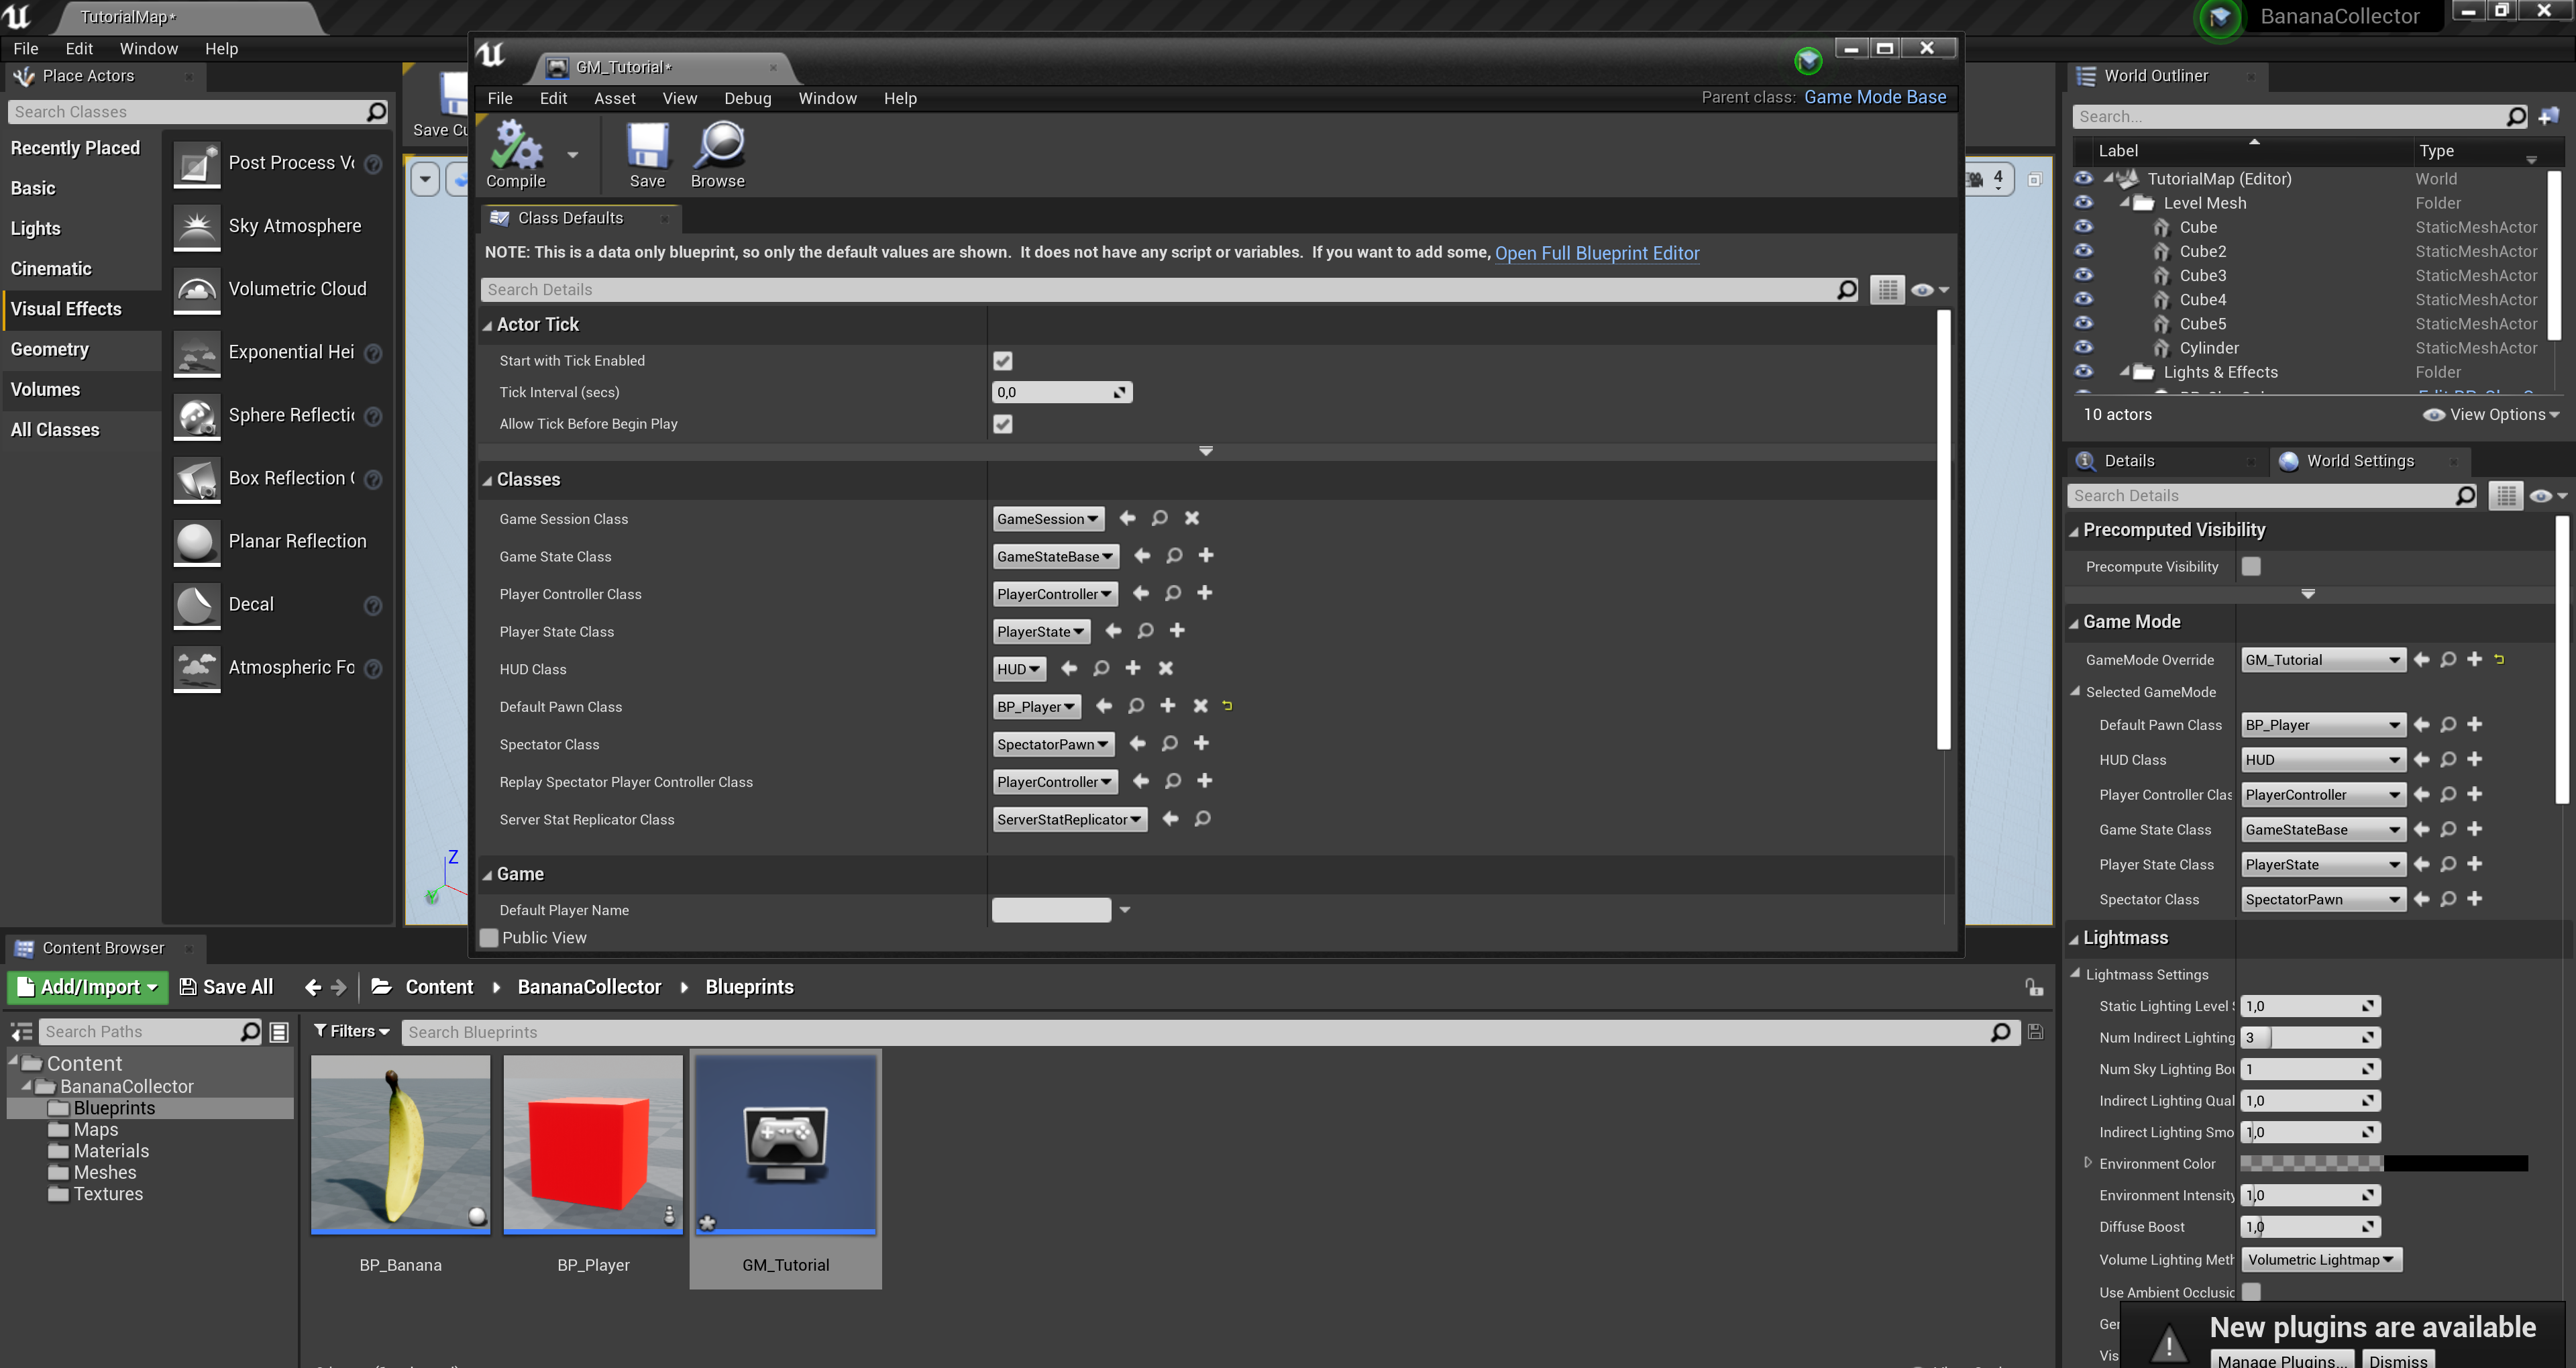 TutorialMap*
BananaCollector
File Edit Window Help
Place Actors
Search Classes
Recently Placed
Basic
Lights
Cinematic
Visual Effects
Geometry
Volumes
All Classes
Post Process Vo
Sky Atmosphere
Volumetric Cloud
Exponential Hei
Sphere Reflectio
Box Reflection C
Planar Reflection
Decal
Atmospheric Fo
Save Cu
4
Z
GM_Tutorial*
File Edit Asset View Debug Window Help
Parent class: Game Mode Base
Compile
Save
Browse
Class Defaults
NOTE: This is a data only blueprint, so only the default values are shown. It does not have any script or variables. If you want to add some, Open Full Blueprint Editor
Search Details
Actor Tick
Start with Tick Enabled
Tick Interval (secs) 0,0
Allow Tick Before Begin Play
Classes
Game Session Class GameSession
Game State Class GameStateBase
Player Controller Class PlayerController
Player State Class PlayerState
HUD Class HUD
Default Pawn Class BP_Player
Spectator Class SpectatorPawn
Replay Spectator Player Controller Class PlayerController
Server Stat Replicator Class ServerStatReplicator
Game
Default Player Name
Public View
World Outliner
Search...
Label Type
TutorialMap (Editor) World
Level Mesh Folder
Cube StaticMeshActor
Cube2 StaticMeshActor
Cube3 StaticMeshActor
Cube4 StaticMeshActor
Cube5 StaticMeshActor
Cylinder StaticMeshActor
Lights & Effects Folder
10 actors View Options
Details World Settings
Search Details
Precomputed Visibility
Precompute Visibility
Game Mode
GameMode Override GM_Tutorial
Selected GameMode
Default Pawn Class BP_Player
HUD Class HUD
Player Controller Clas PlayerController
Game State Class GameStateBase
Player State Class PlayerState
Spectator Class SpectatorPawn
Lightmass
Lightmass Settings
Static Lighting Level S 1,0
Num Indirect Lighting 3
Num Sky Lighting Bou 1
Indirect Lighting Qual 1,0
Indirect Lighting Smo 1,0
Environment Color
Environment Intensity 1,0
Diffuse Boost 1,0
Volume Lighting Meth Volumetric Lightmap
Use Ambient Occlusio
Ger
Vis
New plugins are available
Manage Plugins... Dismiss
Content Browser
Add/Import Save All Content BananaCollector Blueprints
Search Paths
Filters Search Blueprints
Content
BananaCollector
Blueprints
Maps
Materials
Meshes
Textures
BP_Banana
BP_Player
GM_Tutorial